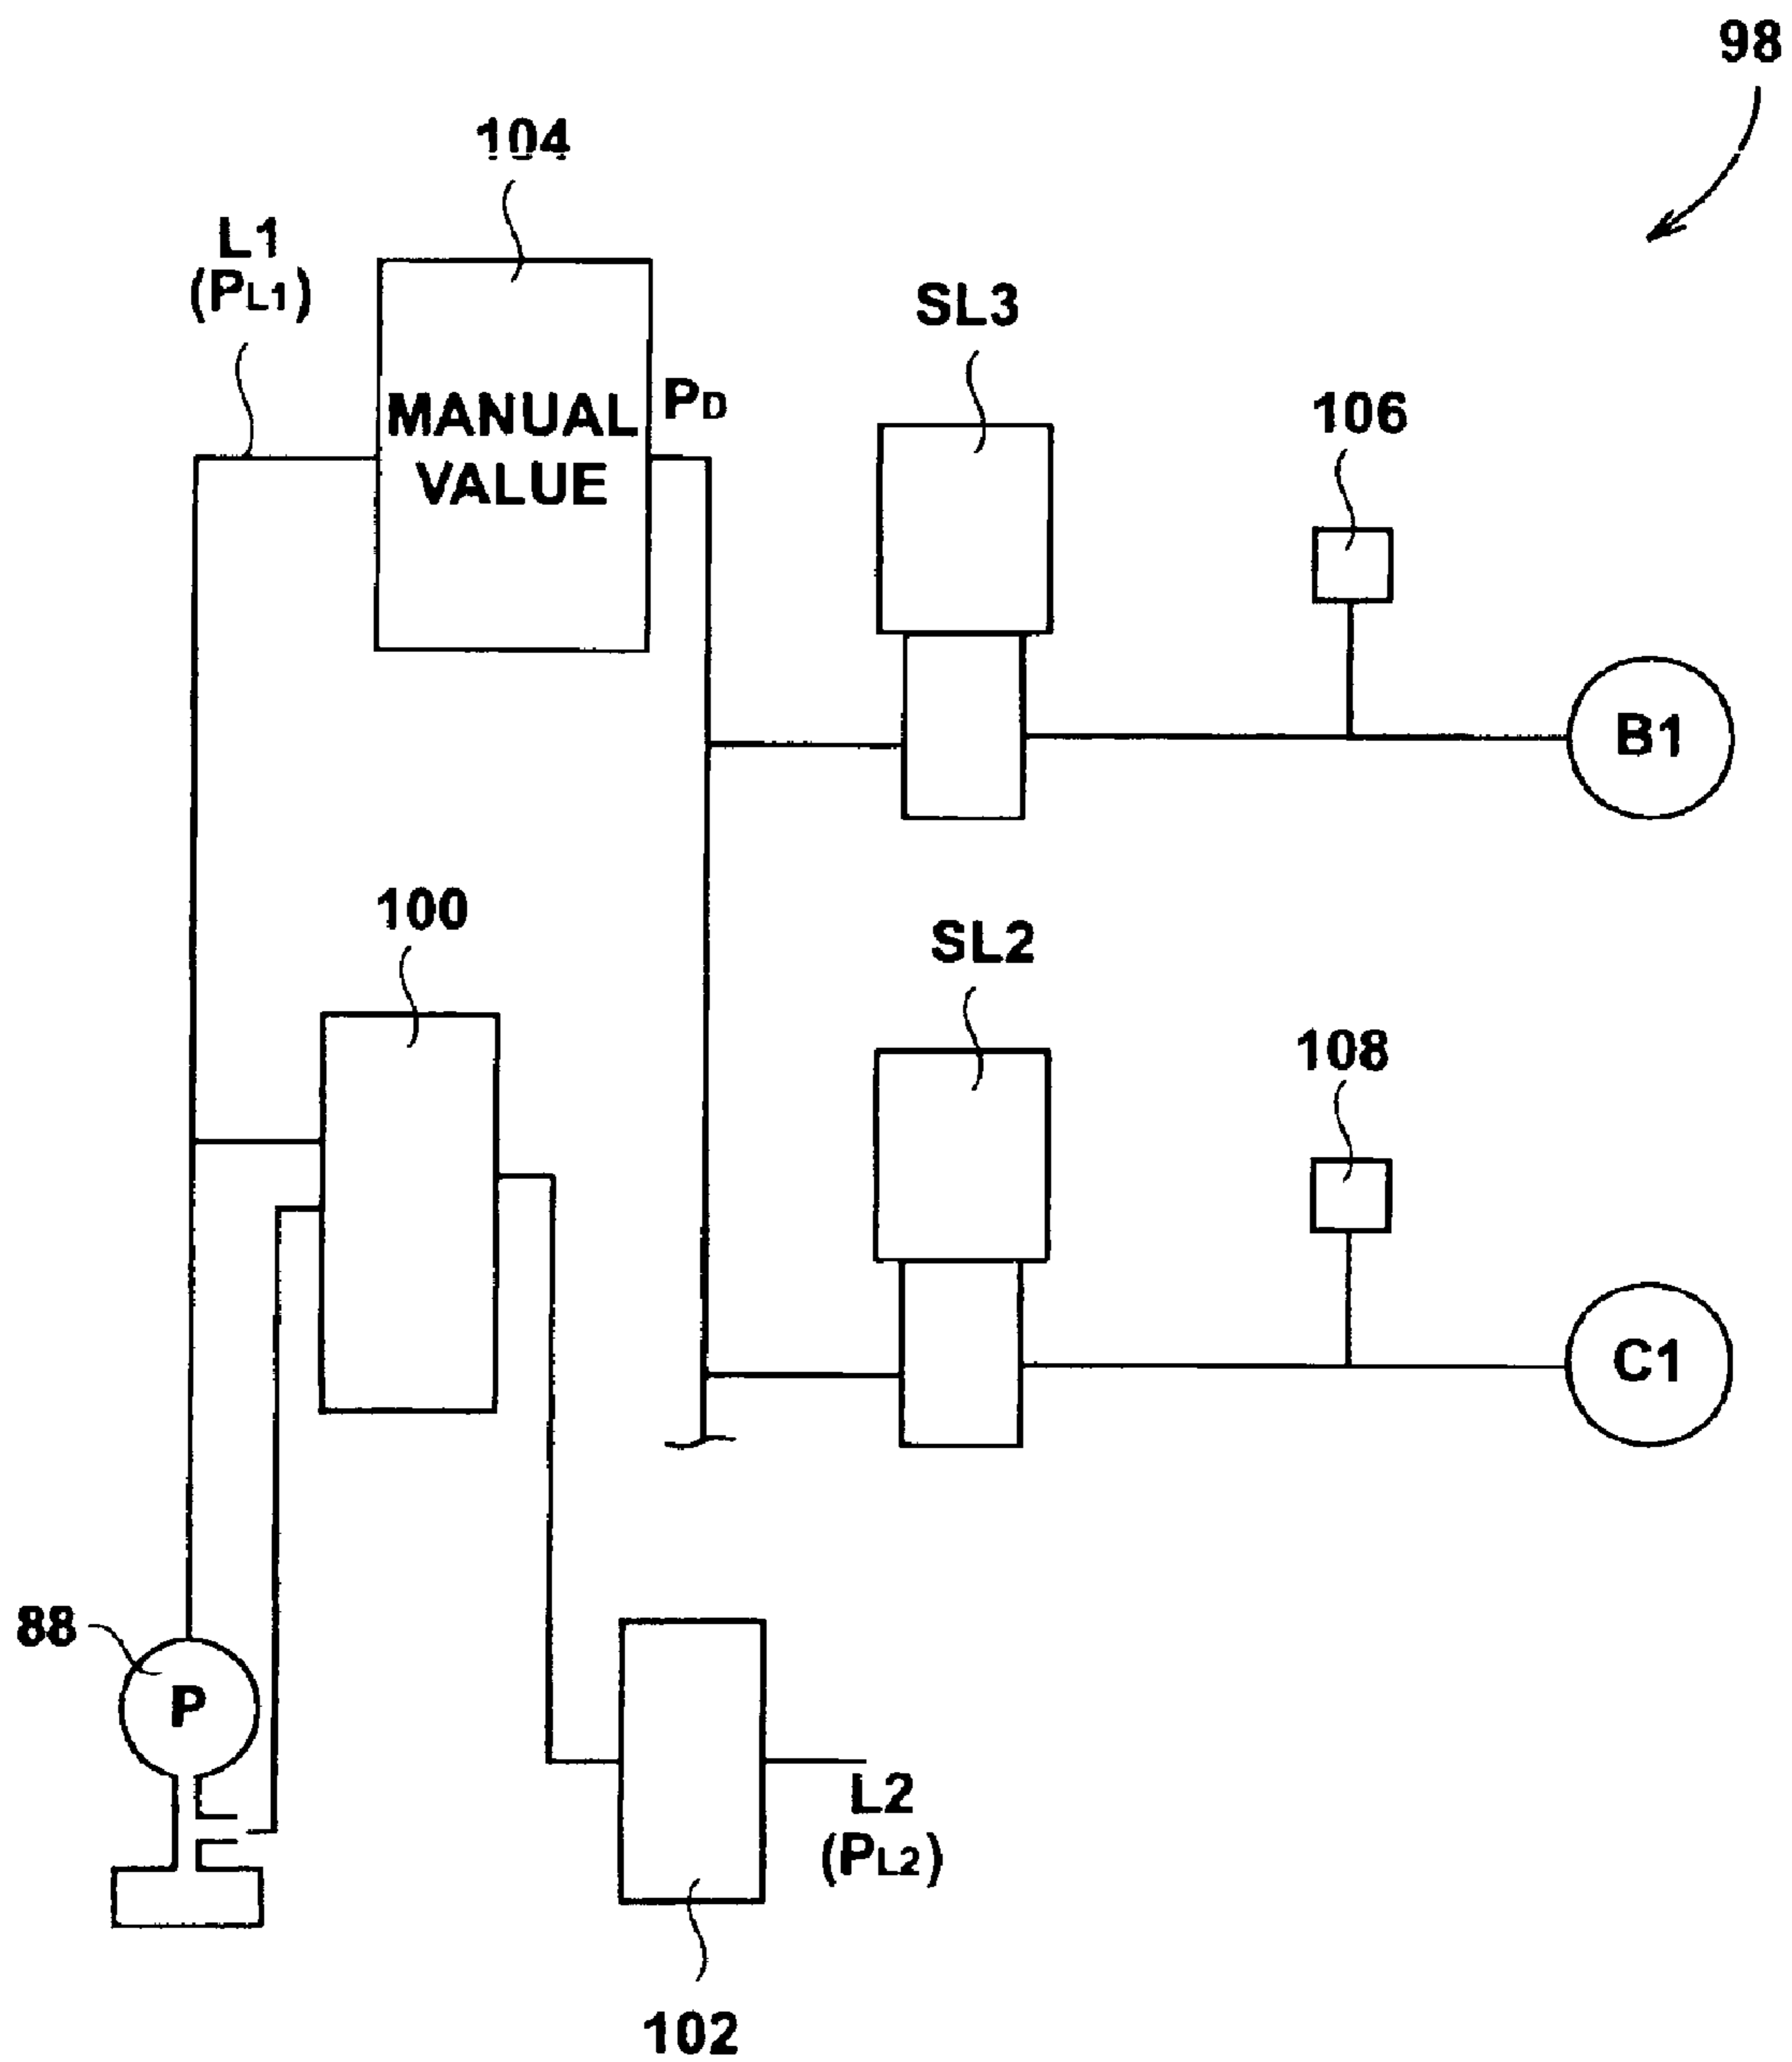 98
104
L1
(PL1)
MANUAL
VALUE
PD
SL3
106
B1
100
SL2
108
C1
88
P
L2
(PL2)
102